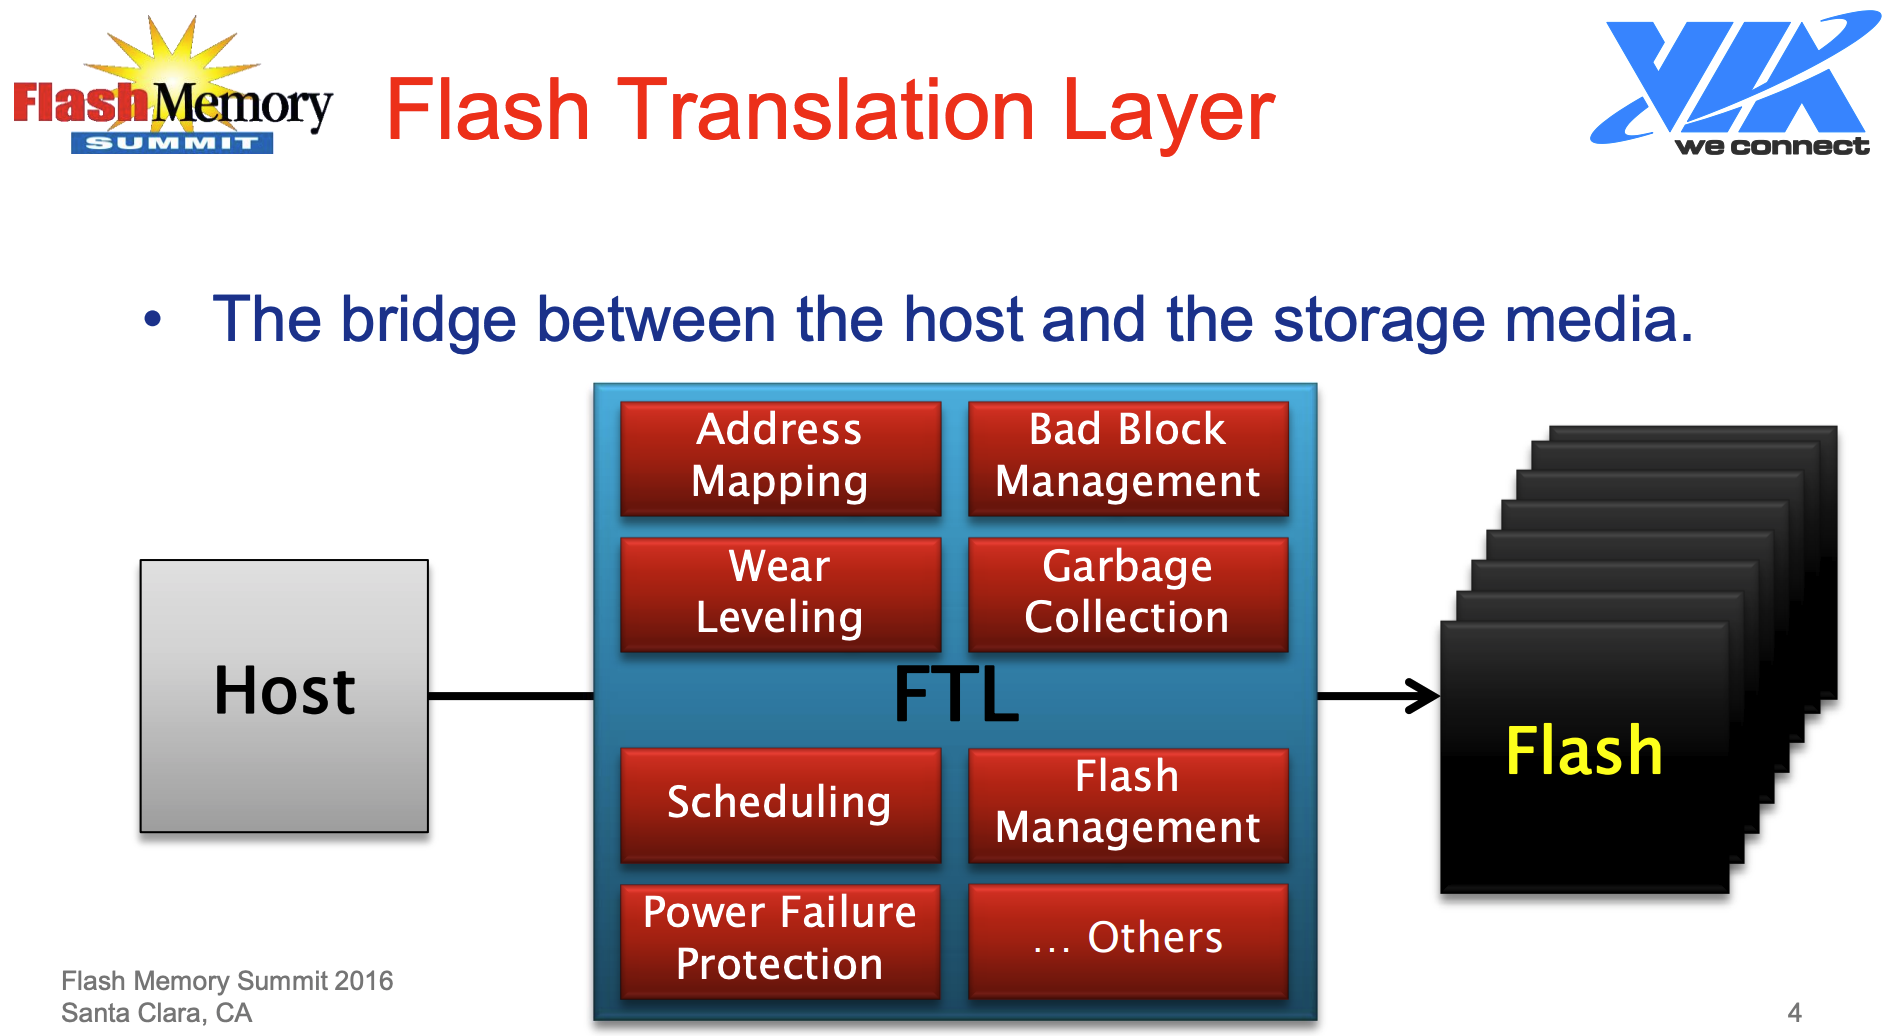 Flash Memory
SUMMIT
Flash Translation Layer
VIA
we connect
• The bridge between the host and the storage media.
Host
Address
Mapping
Bad Block
Management
Wear
Leveling
Garbage
Collection
FTL
Scheduling
Flash
Management
Power Failure
Protection
... Others
Flash
Flash Memory Summit 2016
Santa Clara, CA
4